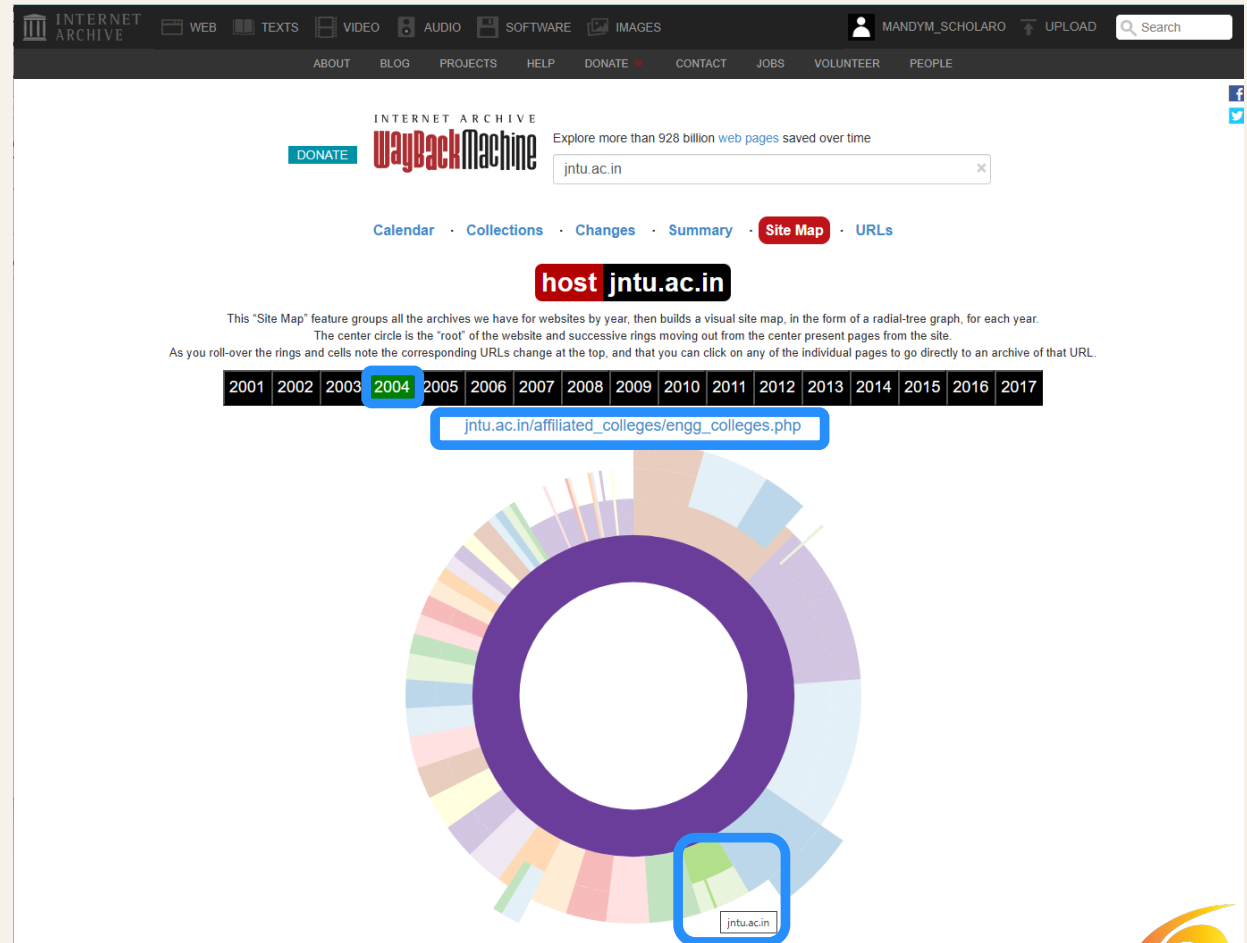 INTERNET ARCHIVE WEB TEXTS VIDEO AUDIO SOFTWARE IMAGES MANDYM_SCHOLARO UPLOAD Search
ABOUT BLOG PROJECTS HELP DONATE CONTACT JOBS VOLUNTEER PEOPLE
INTERNET ARCHIVE
DONATE WayBackMachine Explore more than 928 billion web pages saved over time
jntu.ac.in ×
Calendar · Collections · Changes · Summary · Site Map · URLs
host jntu.ac.in
This “Site Map” feature groups all the archives we have for websites by year, then builds a visual site map, in the form of a radial-tree graph, for each year.
The center circle is the “root” of the website and successive rings moving out from the center present pages from the site.
As you roll-over the rings and cells note the corresponding URLs change at the top, and that you can click on any of the individual pages to go directly to an archive of that URL.
2001 2002 2003 2004 2005 2006 2007 2008 2009 2010 2011 2012 2013 2014 2015 2016 2017
jntu.ac.in/affiliated_colleges/engg_colleges.php
jntu.ac.in